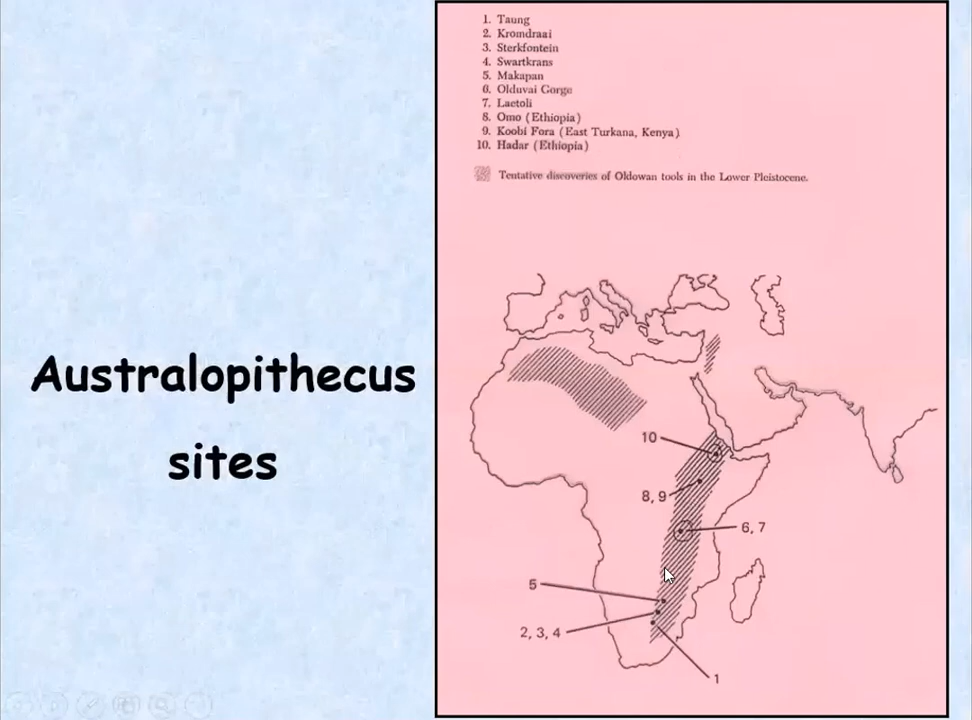 Australopithecus
sites
1. Taung
2. Kromdraai
3. Sterkfontein
4. Swartkrans
5. Makapan
6. Olduvai Gorge
7. Laetoli
8. Omo (Ethiopia)
9. Koobi Fora (East Turkana, Kenya)
10. Hadar (Ethiopia)
Tentative discoveries of Oldowan tools in the Lower Pleistocene.
10
8, 9
6, 7
5
2, 3, 4
1